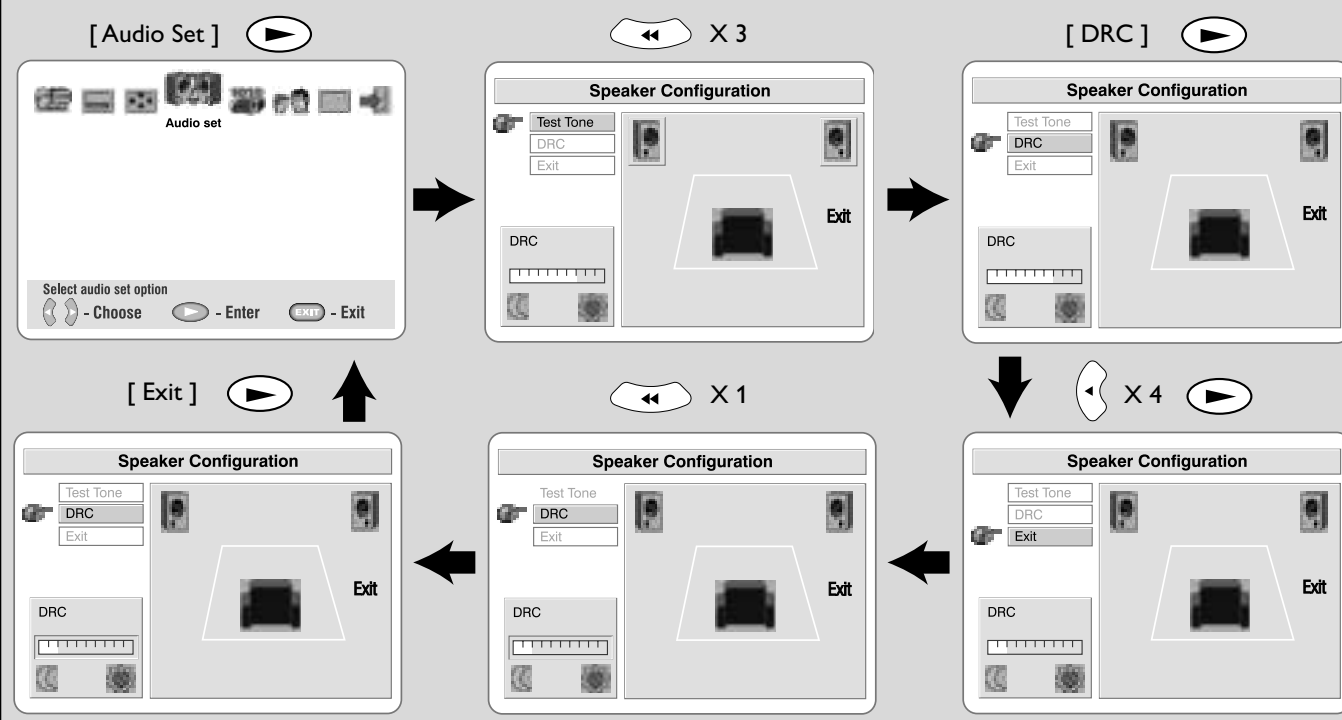 [ Audio Set ]
X 3
[ DRC ]
Audio set
Select audio set option
- Choose
- Enter
EXIT - Exit
Speaker Configuration
Test Tone
DRC
Exit
Exit
DRC
Speaker Configuration
Test Tone
DRC
Exit
Exit
DRC
[ Exit ]
X 1
X 4
Speaker Configuration
Test Tone
DRC
Exit
Exit
DRC
Speaker Configuration
Test Tone
DRC
Exit
Exit
DRC
Speaker Configuration
Test Tone
DRC
Exit
Exit
DRC